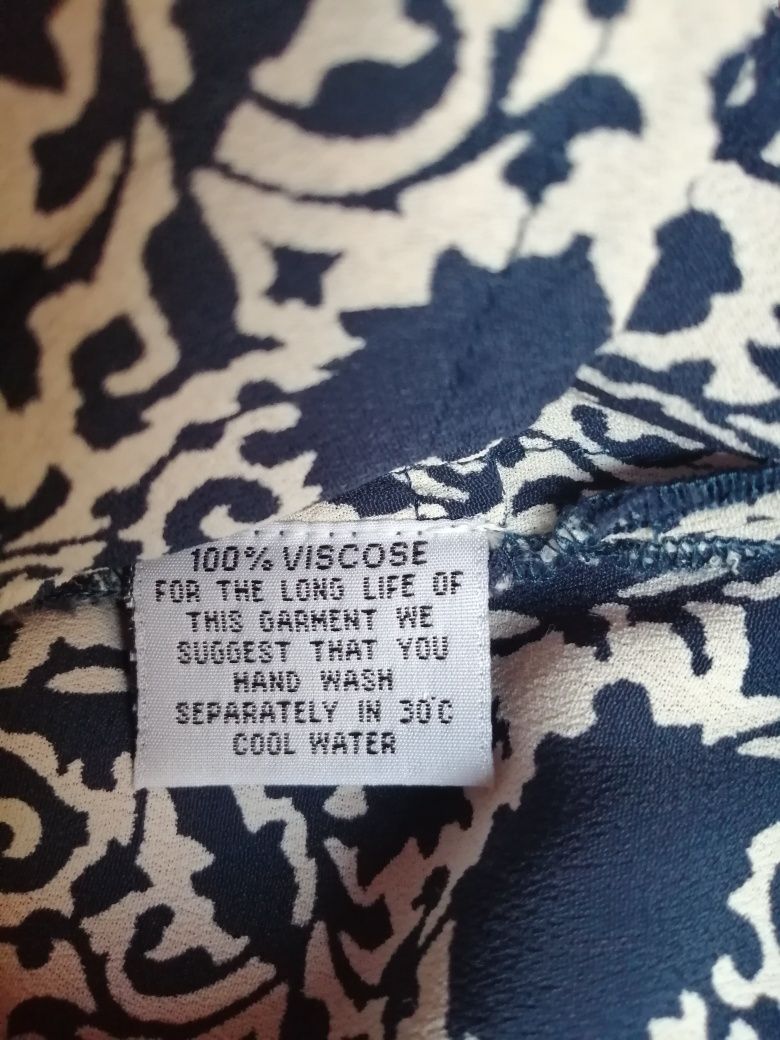 100% VISCOSE
FOR THE LONG LIFE OF
THIS GARMENT WE
SUGGEST THAT YOU
HAND WASH
SEPARATELY IN 30°C
COOL WATER